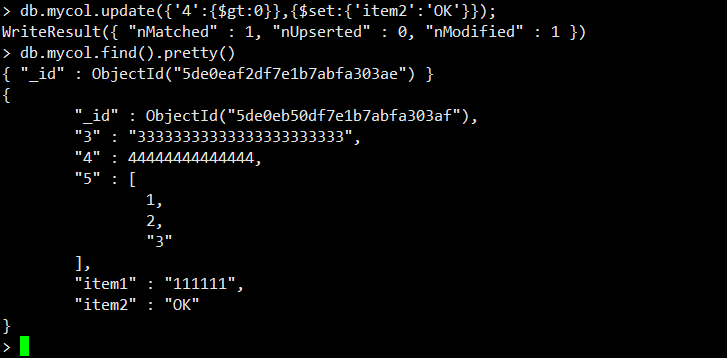 > db.mycol.update({'4':{$gt:0}},{$set:{'item2':'OK'}});
WriteResult({ "nMatched" : 1, "nUpserted" : 0, "nModified" : 1 })
> db.mycol.find().pretty()
{ "_id" : ObjectId("5de0eaf2df7e1b7abfa303ae") }
{
"_id" : ObjectId("5de0eb50df7e1b7abfa303af"),
"3" : "33333333333333333333333",
"4" : 44444444444444,
"5" : [
1,
2,
"3"
],
"item1" : "111111",
"item2" : "OK"
}
>